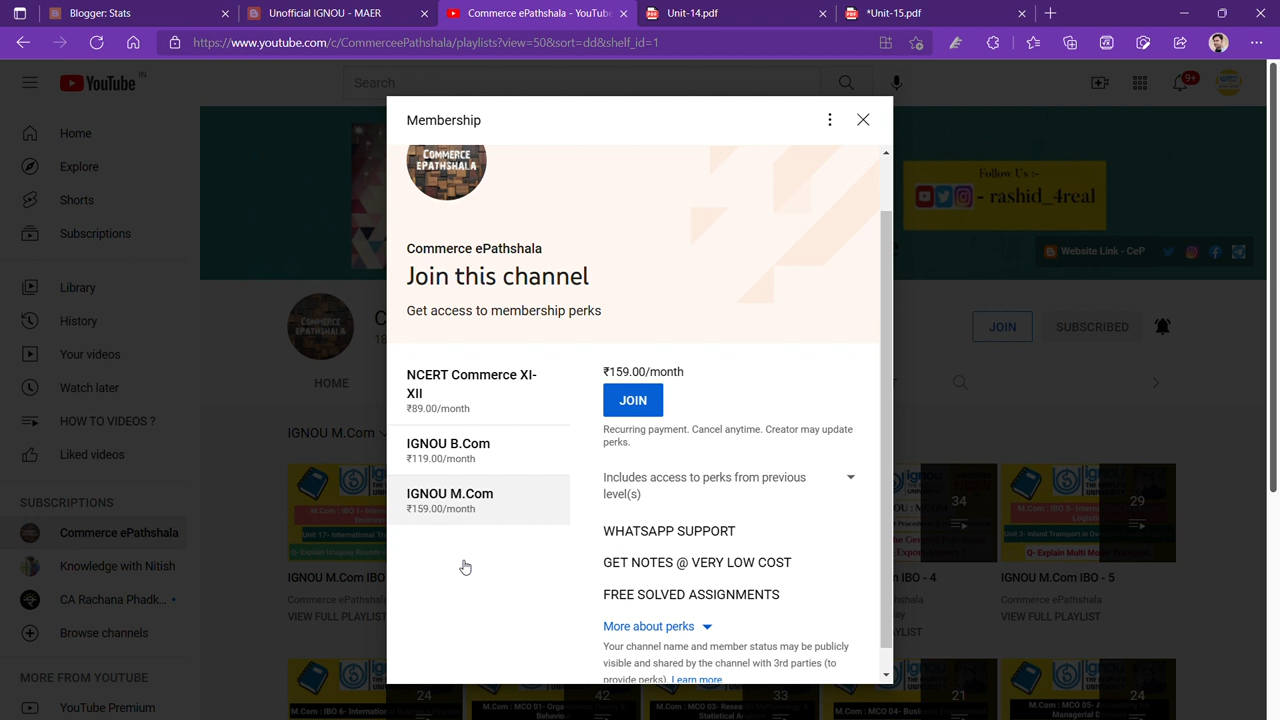 Blogger: Stats
Unofficial IGNOU - MAER
Commerce ePathshala - YouTube
Unit-14.pdf
*Unit-15.pdf
https://www.youtube.com/c/CommerceePathshala/playlists?view=50&sort=dd&shelf_id=1
YouTube IN
Search
9+
Home
Explore
Shorts
Subscriptions
Library
History
Your videos
Watch later
HOW TO VIDEOS ?
Liked videos
SUBSCRIPTIONS
Commerce ePathshala
Knowledge with Nitish
CA Rachana Phadk...
Browse channels
MORE FROM YOUTUBE
YouTube Premium
Follow Us :-
- rashid_4real
Website Link - CeP
JOIN
SUBSCRIBED
HOME
IGNOU M.Com
Membership
COMMERCE
EPATHSHALA
Commerce ePathshala
Join this channel
Get access to membership perks
NCERT Commerce XI-
XII
₹89.00/month
IGNOU B.Com
₹119.00/month
IGNOU M.Com
₹159.00/month
₹159.00/month
JOIN
Recurring payment. Cancel anytime. Creator may update
perks.
Includes access to perks from previous
level(s)
WHATSAPP SUPPORT
GET NOTES @ VERY LOW COST
FREE SOLVED ASSIGNMENTS
More about perks
Your channel name and member status may be publicly
visible and shared by the channel with 3rd parties (to
provide perks). Learn more
COMMERCE
EPATHSHALA
IGNOU M.Com IBO
Commerce ePathshala
VIEW FULL PLAYLIST
34
IBO - 4
29
IGNOU M.Com IBO - 5
Commerce ePathshala
VIEW FULL PLAYLIST
24
42
33
21
24